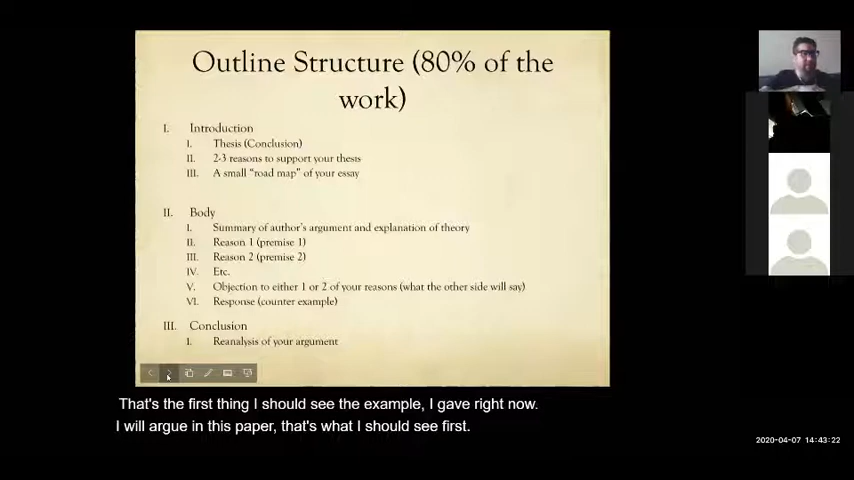 Outline Structure (80% of the
work)
I. Introduction
I. Thesis (Conclusion)
II. 2-3 reasons to support your thesis
III. A small "road map" of your essay
II. Body
I. Summary of author's argument and explanation of theory
II. Reason 1 (premise 1)
III. Reason 2 (premise 2)
IV. Etc.
V. Objection to either 1 or 2 of your reasons (what the other side will say)
VI. Response (counter example)
III. Conclusion
I. Reanalysis of your argument
That's the first thing I should see the example, I gave right now.
I will argue in this paper, that's what I should see first.
2020-04-07 14:43:22